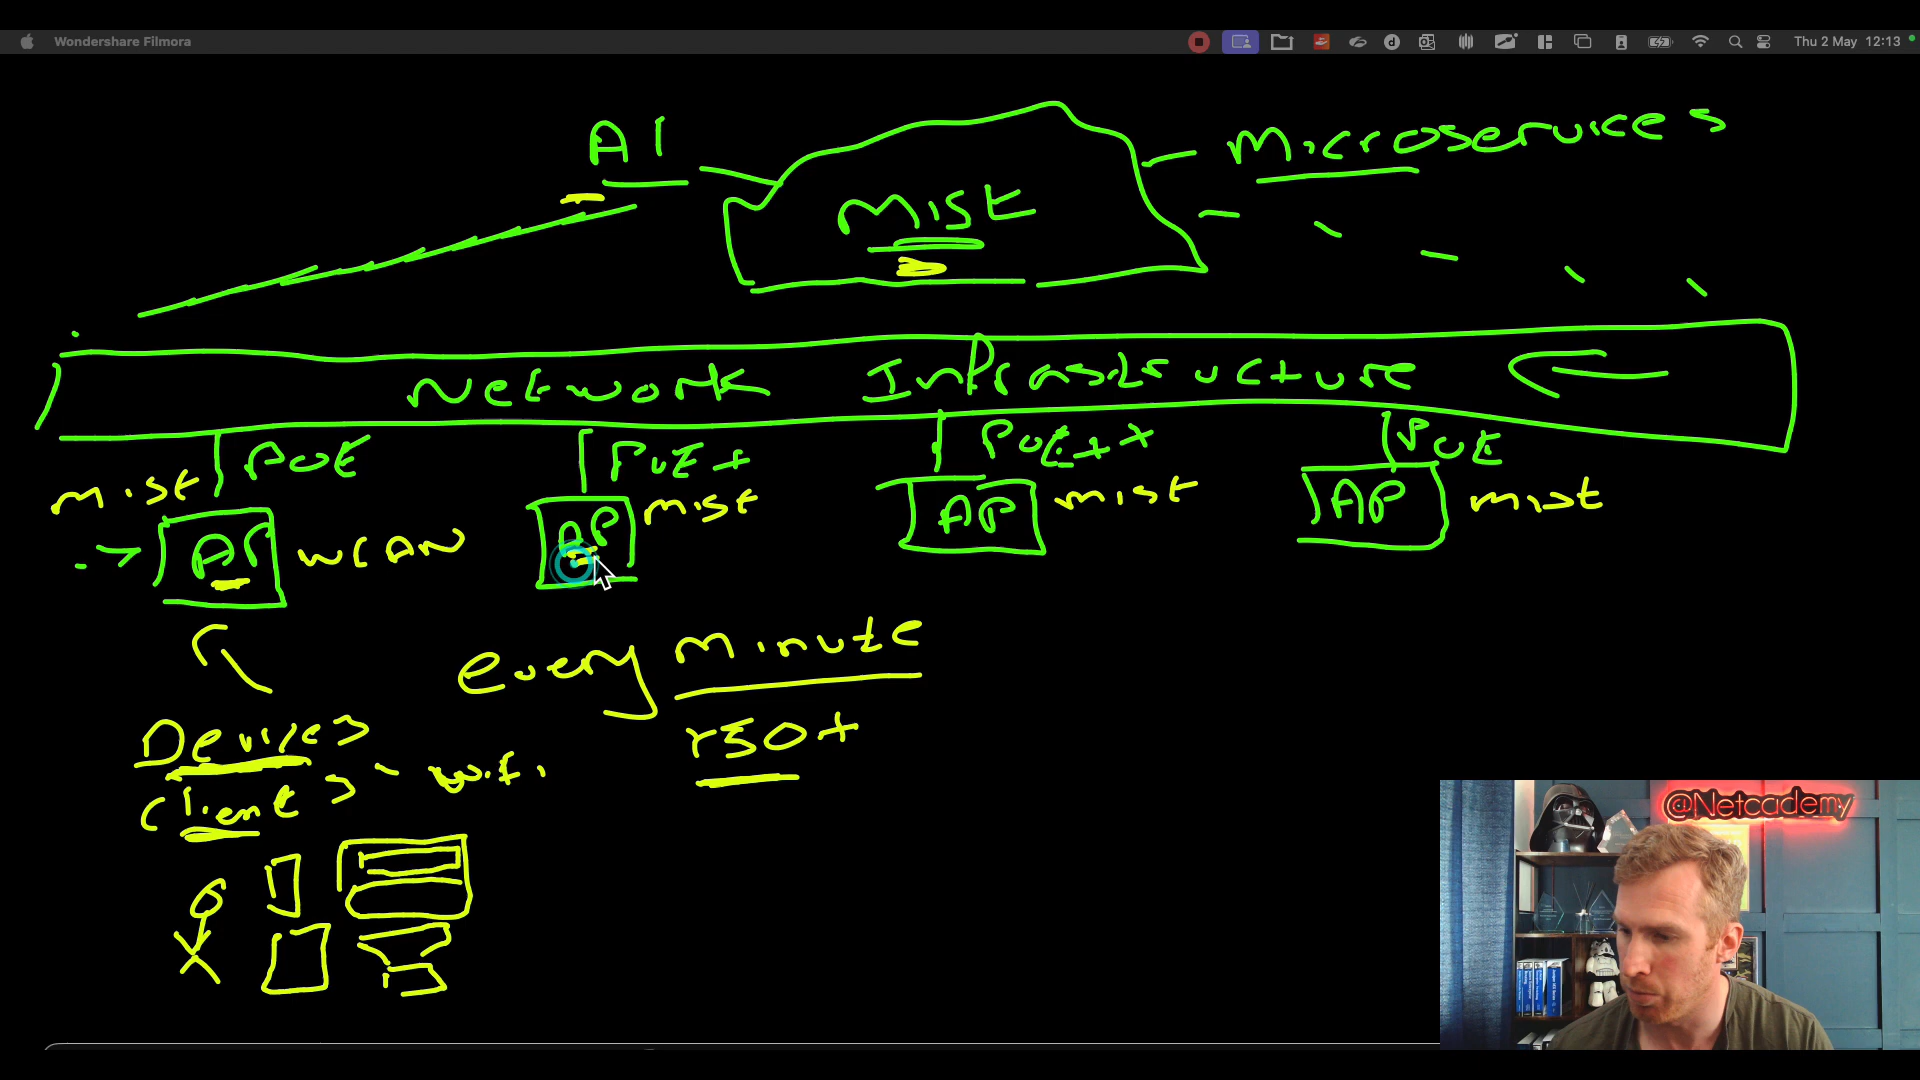 Wondershare Filmora
Thu 2 May 12:13
AI
Mist
Microservices
Network Infrastructure
PoE
PoE+
PoE++
PoE
Mist
AP
WLAN
AP
mist
AP
mist
AP
mist
every minute
150+
Devices
Clients - wifi
@Netcademy